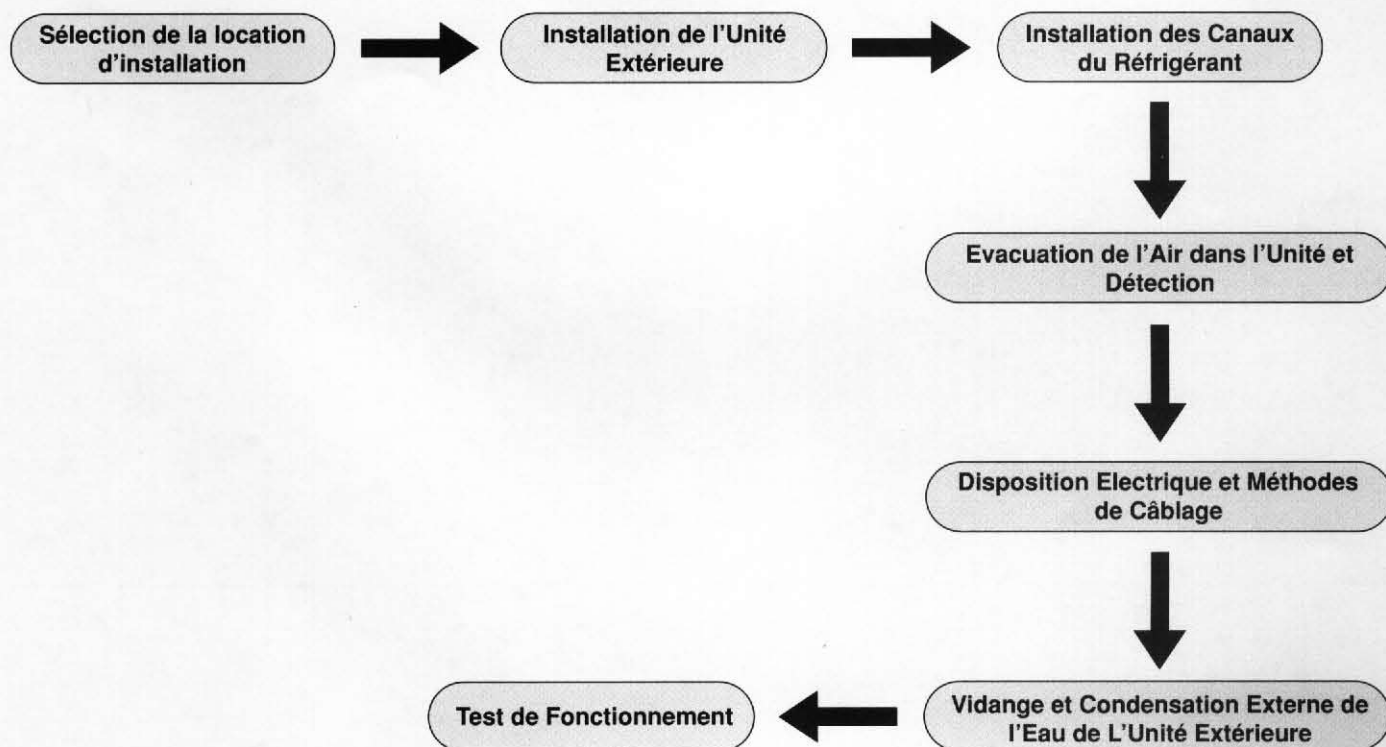 Sélection de la location
d'installation
Installation de l'Unité
Extérieure
Installation des Canaux
du Réfrigérant
Evacuation de l'Air dans l'Unité et
Détection
Disposition Electrique et Méthodes
de Câblage
Vidange et Condensation Externe de
l'Eau de L'Unité Extérieure
Test de Fonctionnement